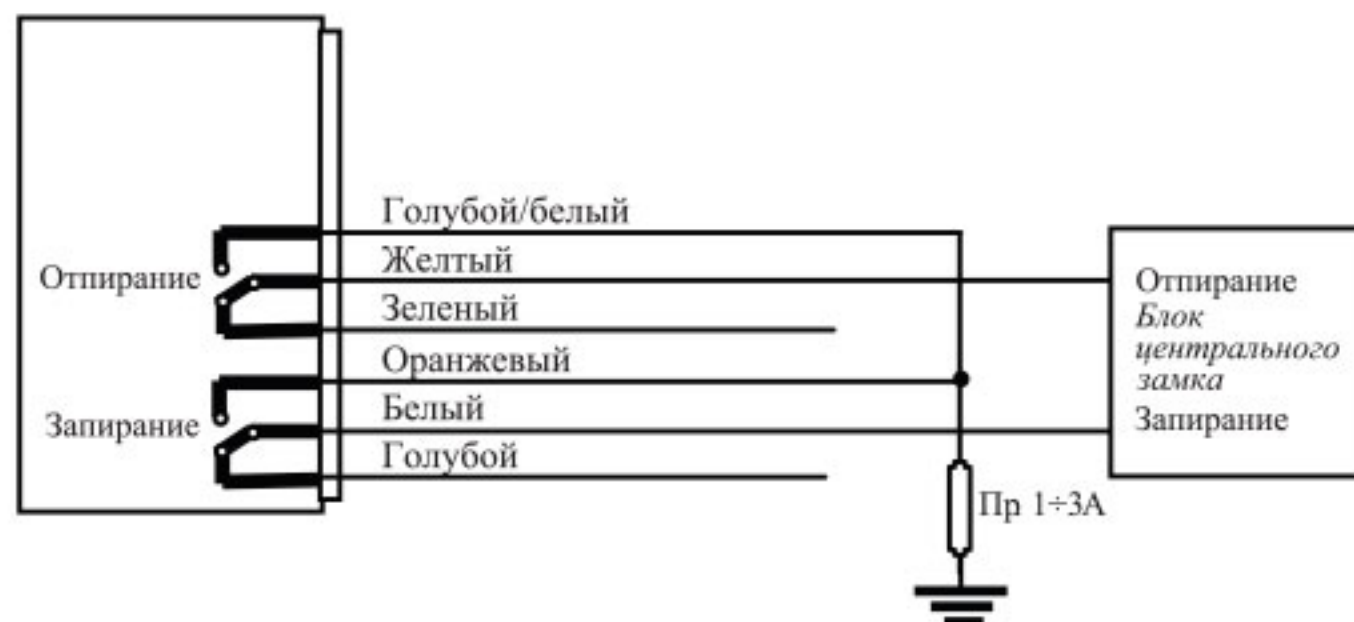 Голубой/белый
Отпирание
Желтый
Зеленый
Оранжевый
Запирание
Белый
Голубой
Отпирание
Блок
центрального
замка
Запирание
Пр 1÷3А